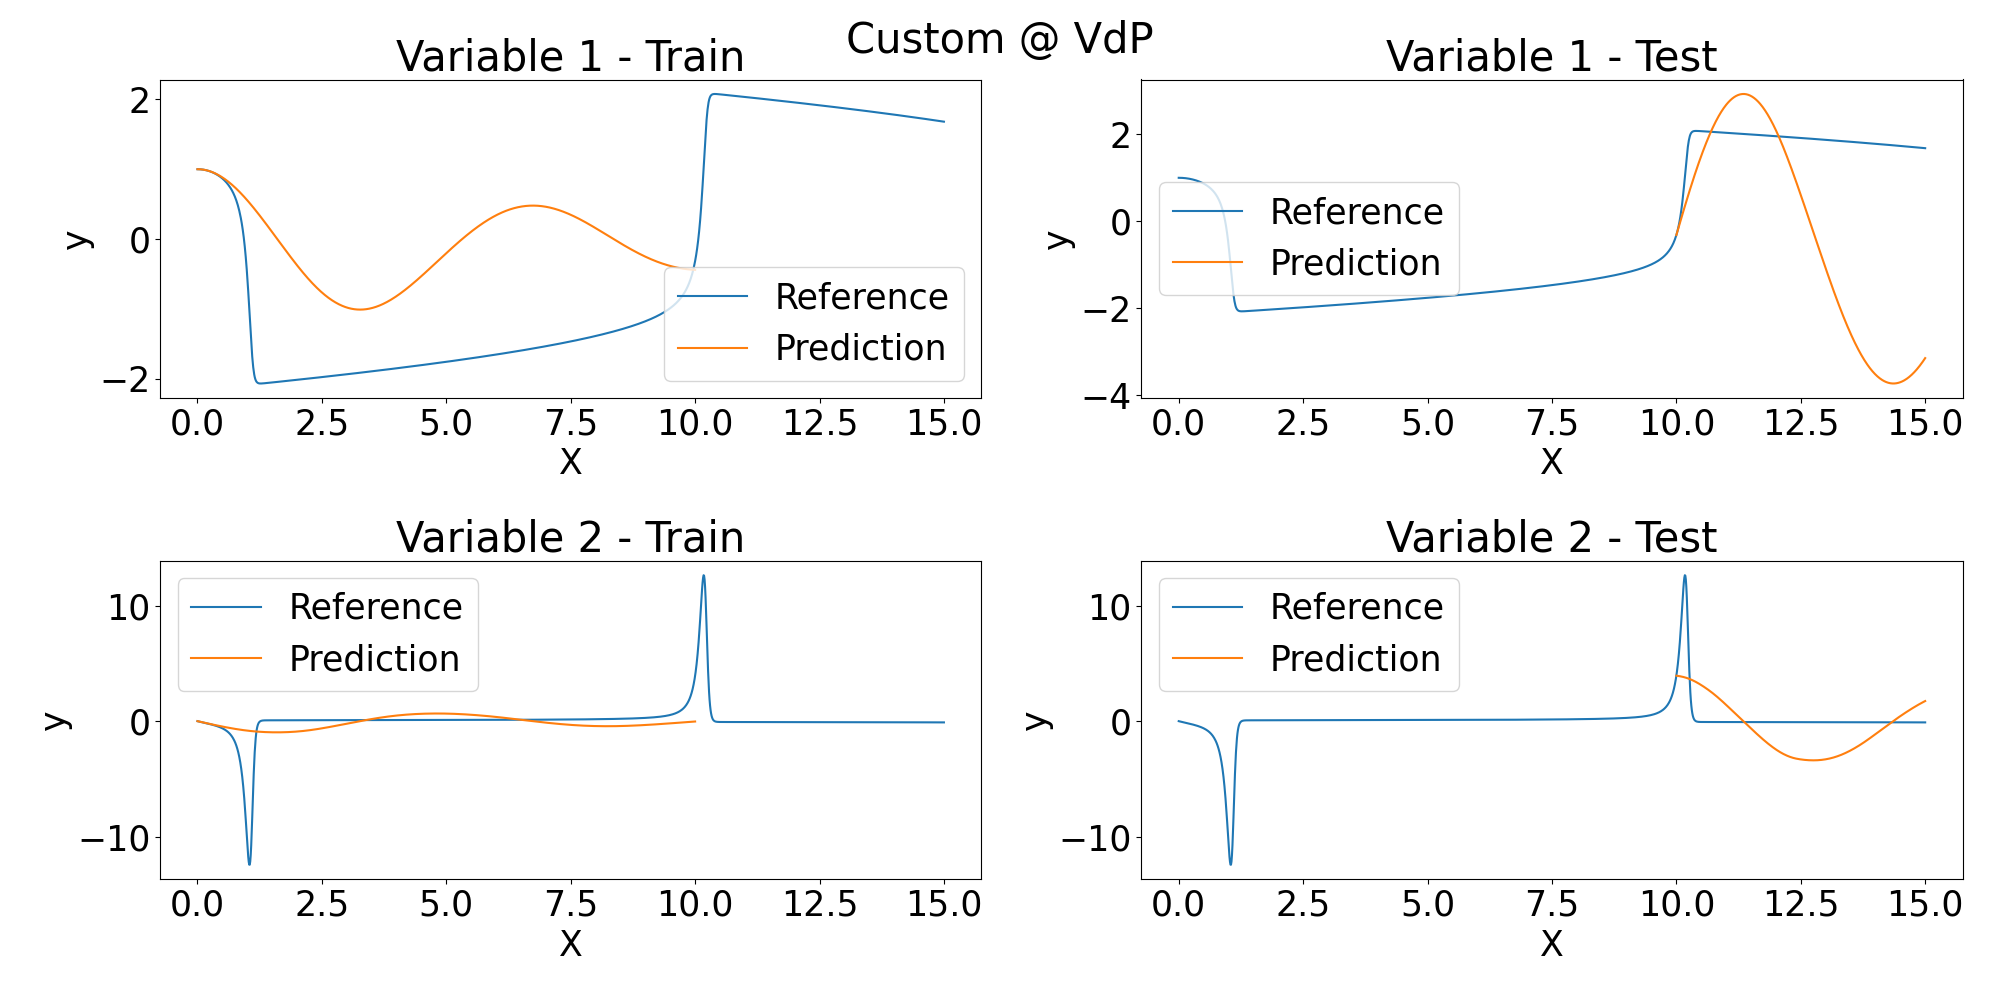 Custom @ VdP
Variable 1 - Train
2
0
−2
y
0.0 2.5 5.0 7.5 10.0 12.5 15.0
X
Reference
Prediction
Variable 1 - Test
2
0
−2
−4
y
0.0 2.5 5.0 7.5 10.0 12.5 15.0
X
Reference
Prediction
Variable 2 - Train
10
0
−10
y
0.0 2.5 5.0 7.5 10.0 12.5 15.0
X
Reference
Prediction
Variable 2 - Test
10
0
−10
y
0.0 2.5 5.0 7.5 10.0 12.5 15.0
X
Reference
Prediction